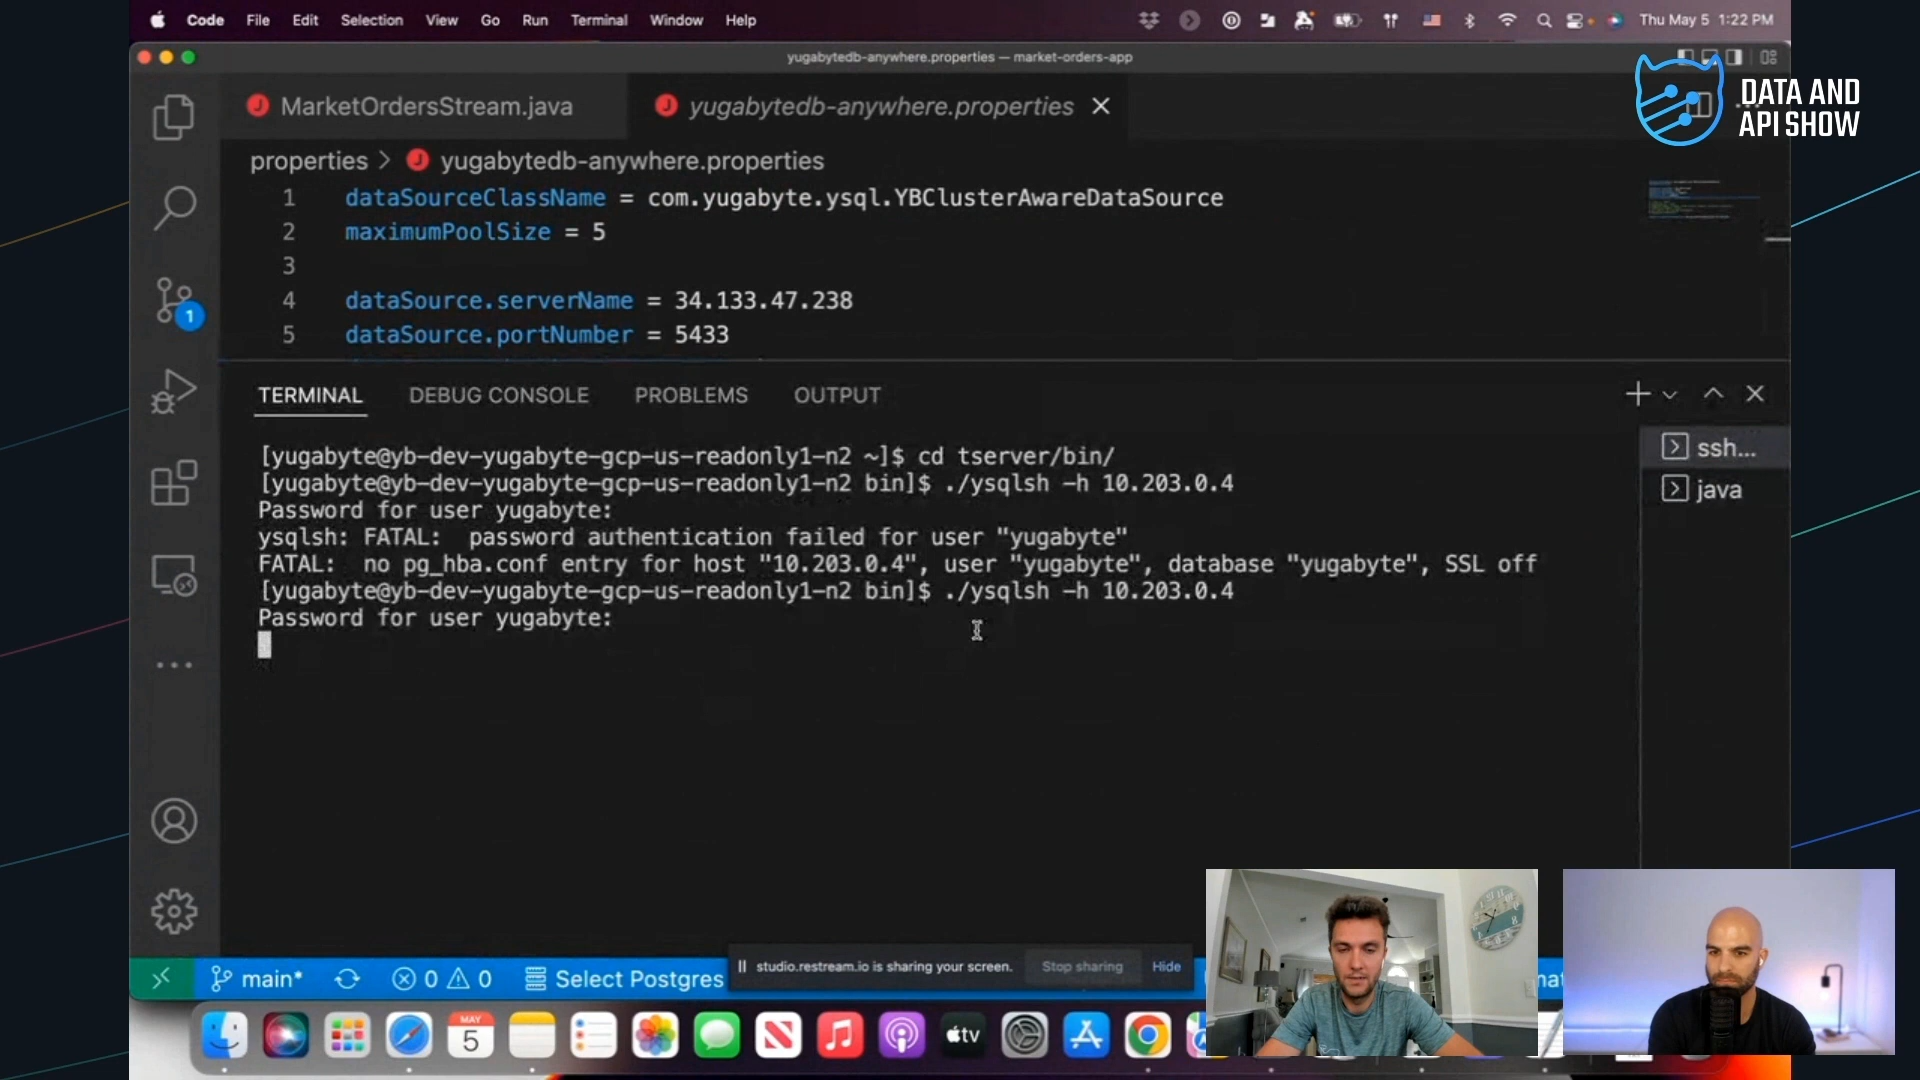 Code File Edit Selection View Go Run Terminal Window Help Thu May 5 1:22 PM
yugabytedb-anywhere.properties — market-orders-app
DATA AND
API SHOW
MarketOrdersStream.java
yugabytedb-anywhere.properties
properties > yugabytedb-anywhere.properties
1 dataSourceClassName = com.yugabyte.ysql.YBClusterAwareDataSource
2 maximumPoolSize = 5
3
4 dataSource.serverName = 34.133.47.238
5 dataSource.portNumber = 5433
1
TERMINAL DEBUG CONSOLE PROBLEMS OUTPUT
[yugabyte@yb-dev-yugabyte-gcp-us-readonly1-n2 ~]$ cd tserver/bin/
[yugabyte@yb-dev-yugabyte-gcp-us-readonly1-n2 bin]$ ./ysqlsh -h 10.203.0.4
Password for user yugabyte:
ysqlsh: FATAL:  password authentication failed for user "yugabyte"
FATAL:  no pg_hba.conf entry for host "10.203.0.4", user "yugabyte", database "yugabyte", SSL off
[yugabyte@yb-dev-yugabyte-gcp-us-readonly1-n2 bin]$ ./ysqlsh -h 10.203.0.4
Password for user yugabyte:
ssh...
java
main* 0 0 Select Postgres
studio.restream.io is sharing your screen. Stop sharing Hide
MAY
5
tv